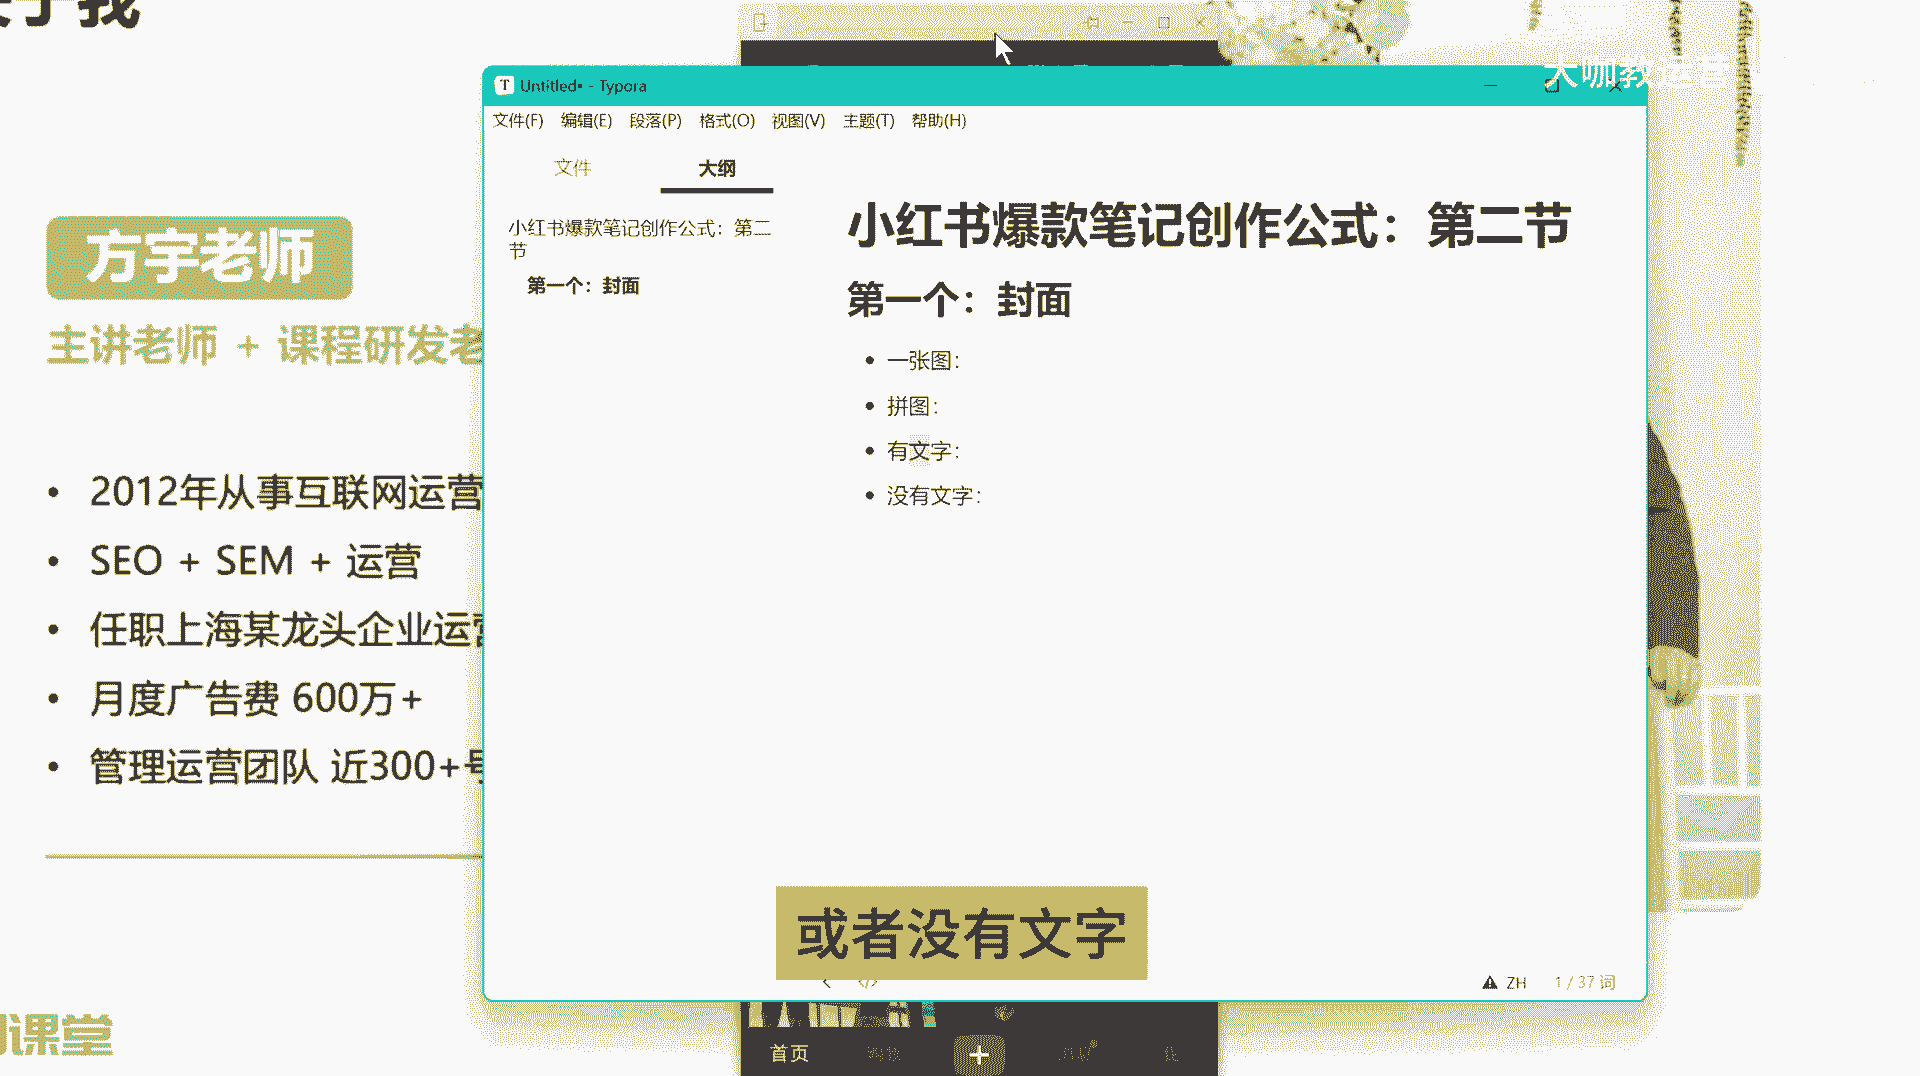 于我
大咖教运营
Untitled• - Typora
文件(F) 编辑(E) 段落(P) 格式(O) 视图(V) 主题(T) 帮助(H)
文件 大纲
小红书爆款笔记创作公式：第二
节
第一个：封面
小红书爆款笔记创作公式：第二节
第一个：封面
• 一张图：
• 拼图：
• 有文字：
• 没有文字：
方宇老师
主讲老师 + 课程研发老
• 2012年从事互联网运营
• SEO + SEM + 运营
• 任职上海某龙头企业运营
• 月度广告费 600万+
• 管理运营团队 近300+号
或者没有文字
ZH 1 / 37 词
课堂
首页